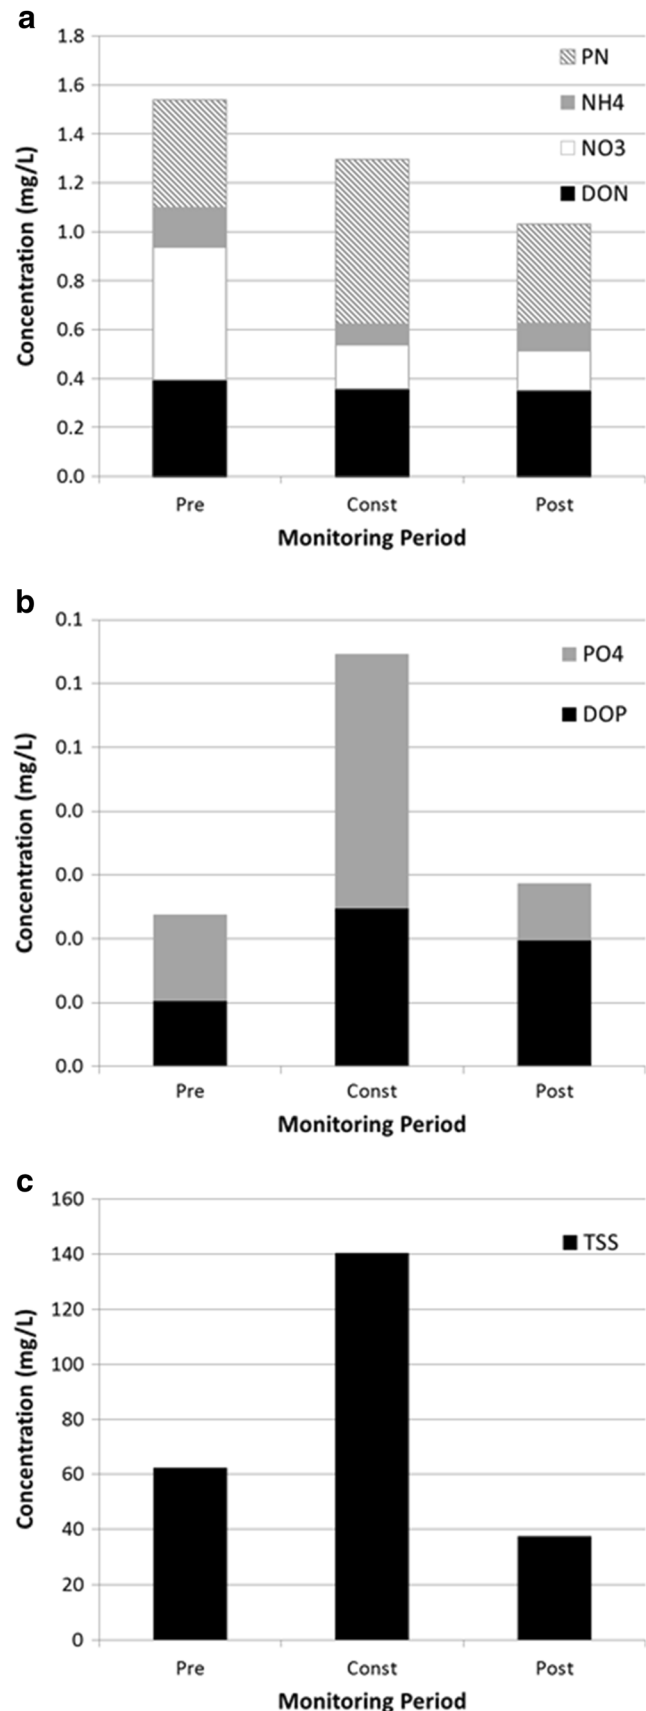 a
1.8
1.6
1.4
1.2
1.0
0.8
0.6
0.4
0.2
0.0
Concentration (mg/L)
PN
NH4
NO3
DON
Pre Const Post
Monitoring Period
b
0.1
0.1
0.1
0.0
0.0
0.0
0.0
0.0
Concentration (mg/L)
PO4
DOP
Pre Const Post
Monitoring Period
c
160
140
120
100
80
60
40
20
0
Concentration (mg/L)
TSS
Pre Const Post
Monitoring Period